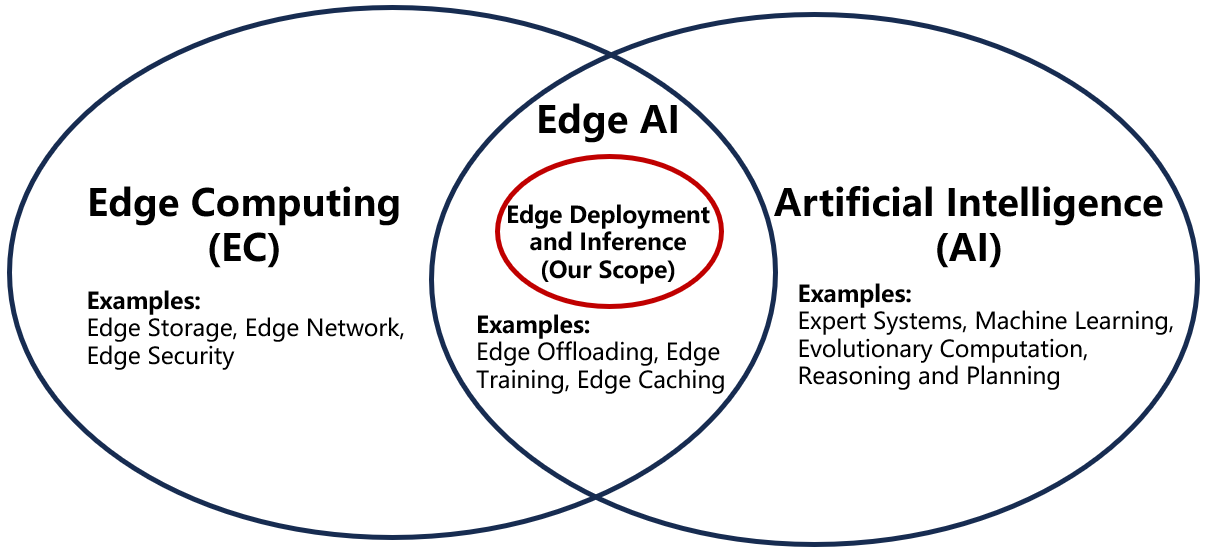 Edge AI
Edge Deployment
and Inference
(Our Scope)
Examples:
Edge Offloading, Edge
Training, Edge Caching
Edge Computing
(EC)
Examples:
Edge Storage, Edge Network,
Edge Security
Artificial Intelligence
(AI)
Examples:
Expert Systems, Machine Learning,
Evolutionary Computation,
Reasoning and Planning